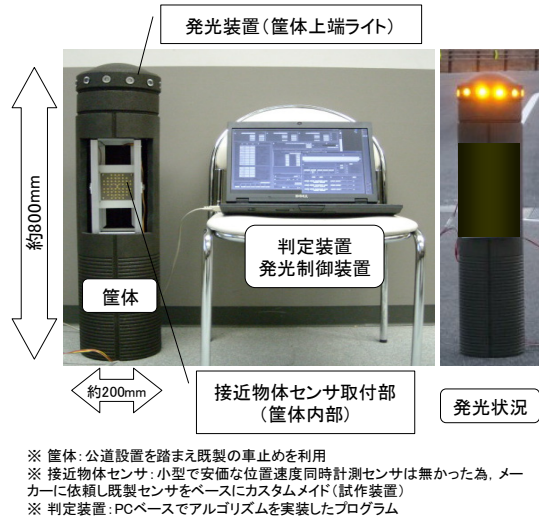 発光装置（筐体上端ライト）
約800mm
判定装置
発光制御装置
筐体
約200mm
接近物体センサ取付部
（筐体内部）
発光状況
※ 筐体：公道設置を踏まえ既製の車止めを利用
※ 接近物体センサ：小型で安価な位置速度同時計測センサは無かった為，メー
カーに依頼し既製センサをベースにカスタムメイド（試作装置）
※ 判定装置：PCベースでアルゴリズムを実装したプログラム